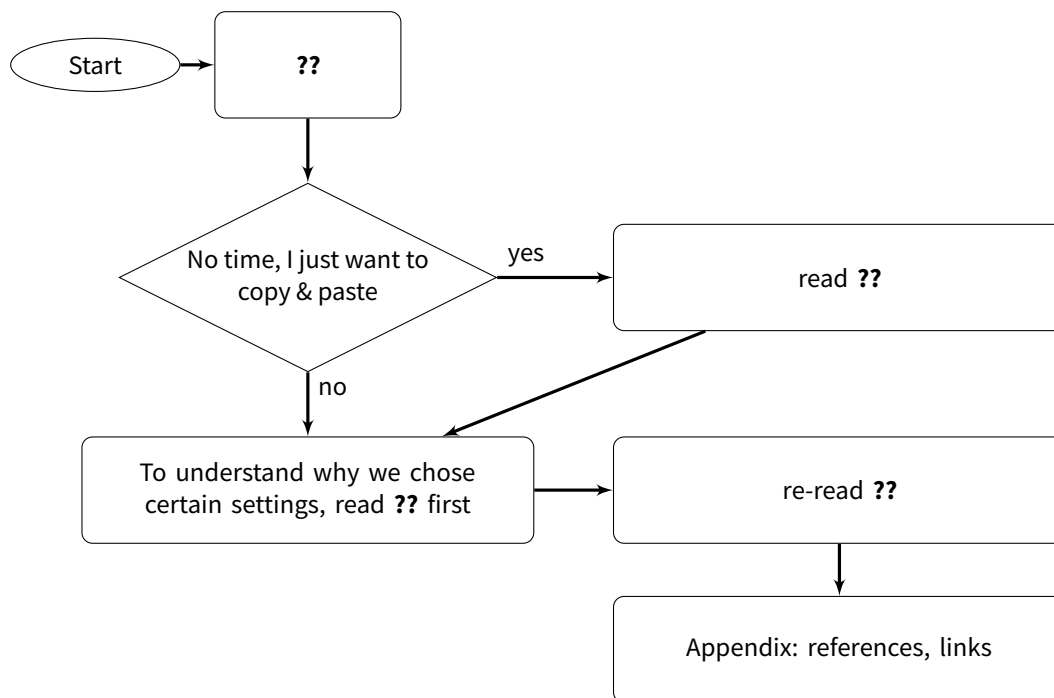 Start
??
No time, I just want to
copy & paste
yes
read ??
no
To understand why we chose
certain settings, read ?? first
re-read ??
Appendix: references, links